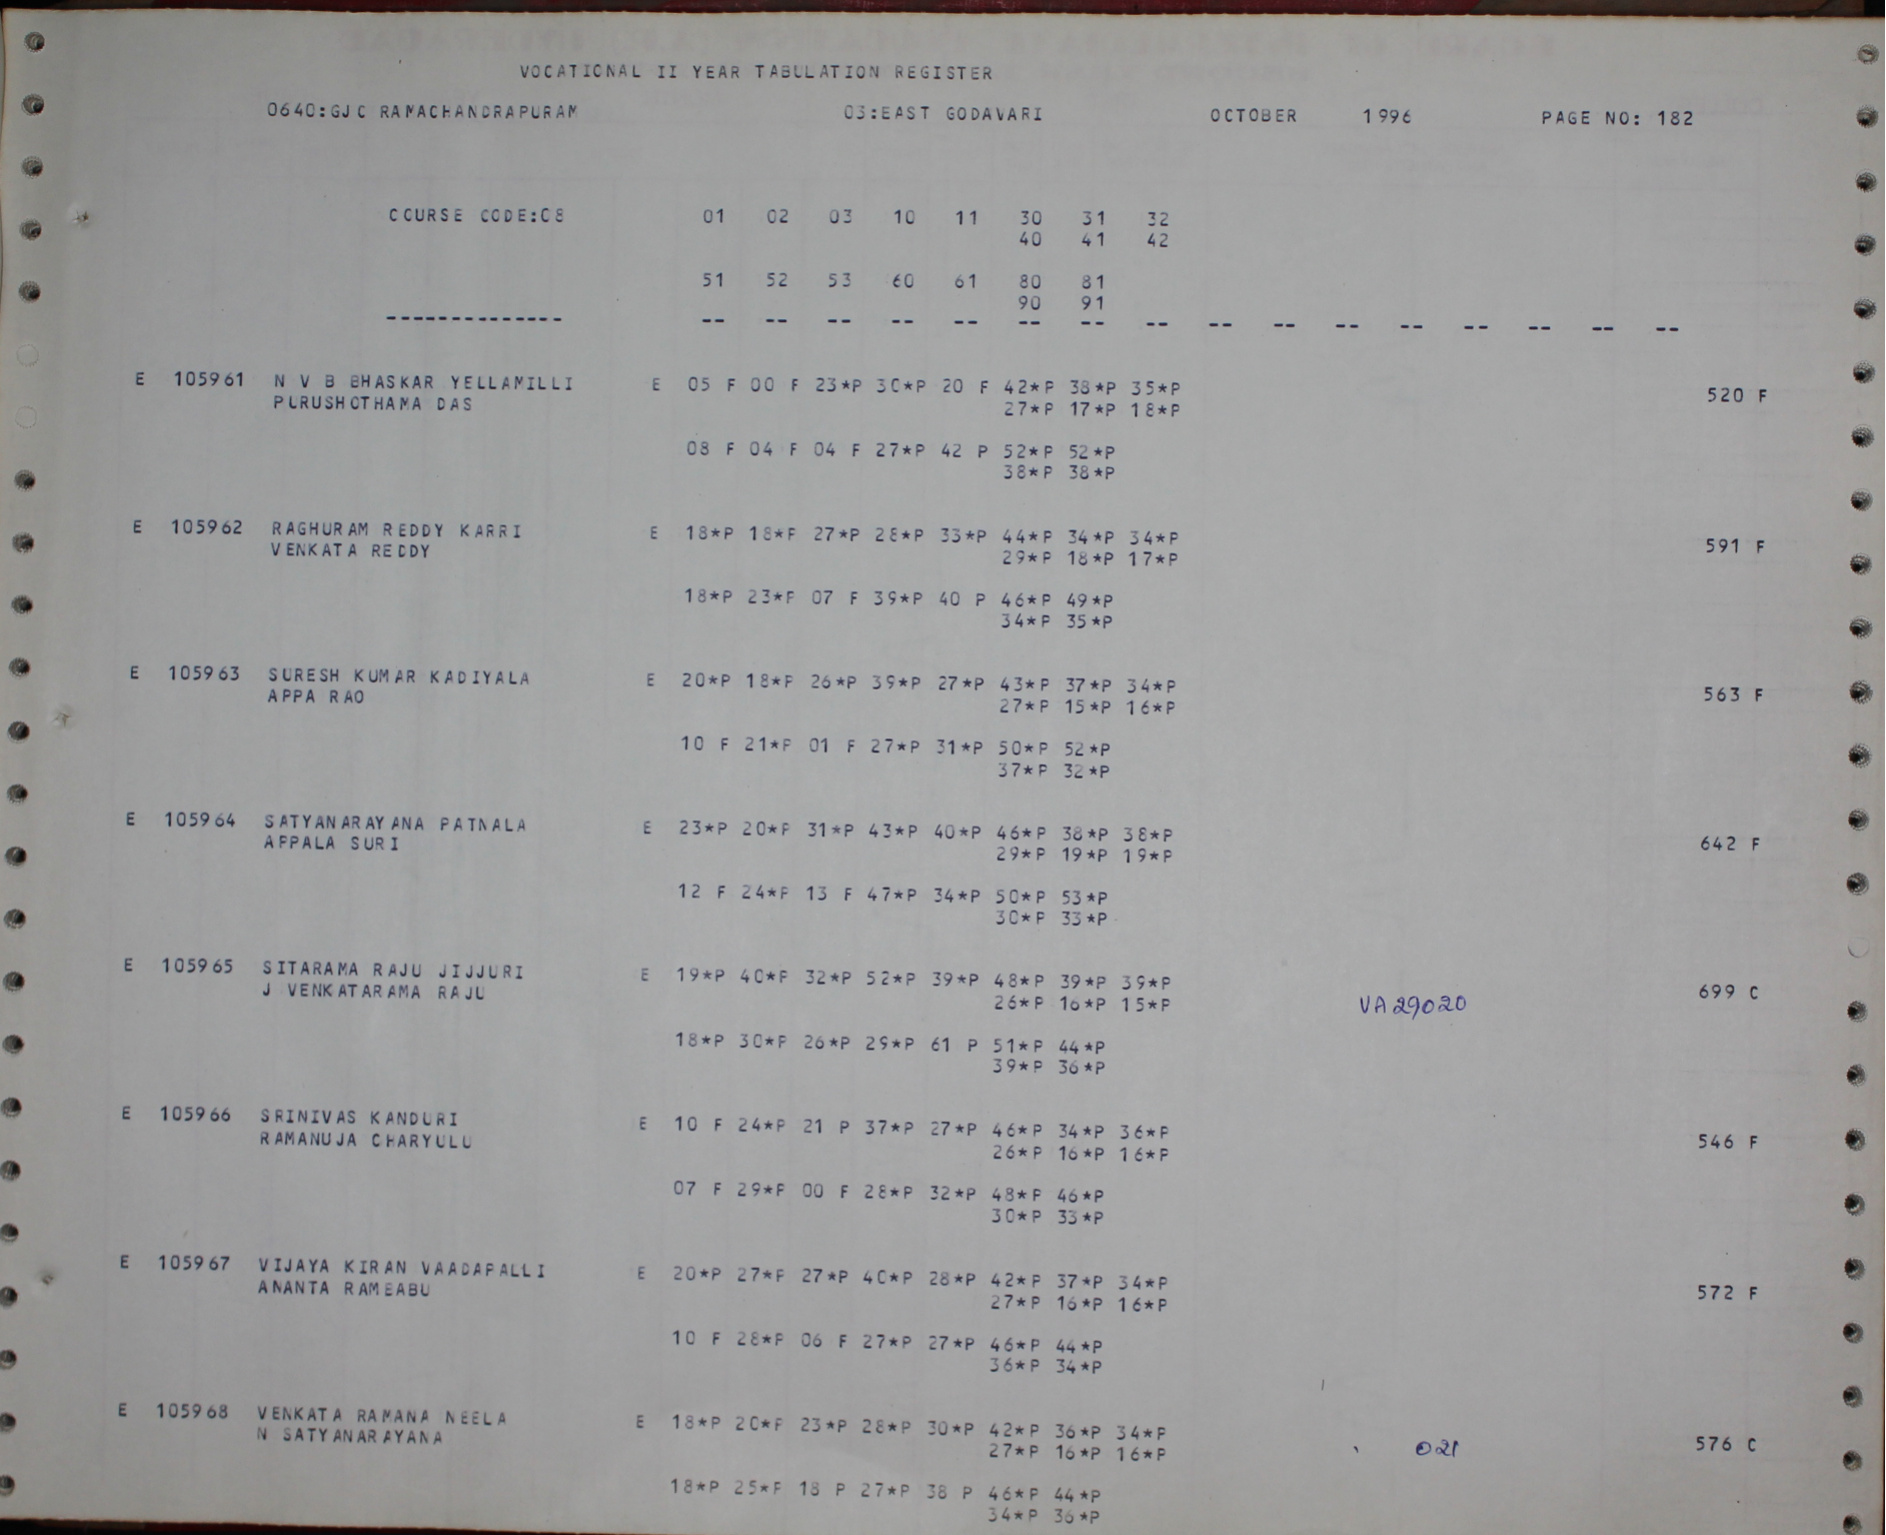 VOCATIONAL II YEAR TABULATION REGISTER
0640:GJC RAMACHANDRAPURAM 03:EAST GODAVARI OCTOBER 1996 PAGE NO: 182
COURSE CODE:08 01 02 03 10 11 30 31 32
40 41 42
51 52 53 60 61 80 81
90 91
-------------- -- -- -- -- -- -- -- -- -- -- -- -- -- -- -- --
E 105961 N V B BHASKAR YELLAMILLI E 05 F 00 F 23*P 30*P 20 F 42*P 38*P 35*P
PURUSHOTHAMA DAS 27*P 17*P 18*P 520 F
08 F 04 F 04 F 27*P 42 P 52*P 52*P
38*P 38*P
E 105962 RAGHURAM REDDY KARRI E 18*P 18*P 27*P 28*P 33*P 44*P 34*P 34*P
VENKATA REDDY 29*P 18*P 17*P 591 F
18*P 23*P 07 F 39*P 40 P 46*P 49*P
34*P 35*P
E 105963 SURESH KUMAR KADIYALA E 20*P 18*P 26*P 39*P 27*P 43*P 37*P 34*P
APPA RAO 27*P 15*P 16*P 563 F
10 F 21*P 01 F 27*P 31*P 50*P 52*P
37*P 32*P
E 105964 SATYANARAYANA PATNALA E 23*P 20*P 31*P 43*P 40*P 46*P 38*P 38*P
APPALA SURI 29*P 19*P 19*P 642 F
12 F 24*P 13 F 47*P 34*P 50*P 53*P
30*P 33*P
E 105965 SITARAMA RAJU JIJJURI E 19*P 40*P 32*P 52*P 39*P 48*P 39*P 39*P
J VENKATARAMA RAJU 26*P 16*P 15*P VA29020 699 C
18*P 30*P 26*P 29*P 61 P 51*P 44*P
39*P 36*P
E 105966 SRINIVAS KANDURI E 10 F 24*P 21 P 37*P 27*P 46*P 34*P 36*P
RAMANUJA CHARYULU 26*P 16*P 16*P 546 F
07 F 29*P 00 F 28*P 32*P 48*P 46*P
30*P 33*P
E 105967 VIJAYA KIRAN VAADAPALLI E 20*P 27*P 27*P 40*P 28*P 42*P 37*P 34*P
ANANTA RAMBABU 27*P 16*P 16*P 572 F
10 F 28*P 06 F 27*P 27*P 46*P 44*P
36*P 34*P
E 105968 VENKATA RAMANA NEELA E 18*P 20*P 23*P 28*P 30*P 42*P 36*P 34*P
N SATYANARAYANA 27*P 16*P 16*P 021 576 C
18*P 25*P 18 P 27*P 38 P 46*P 44*P
34*P 36*P